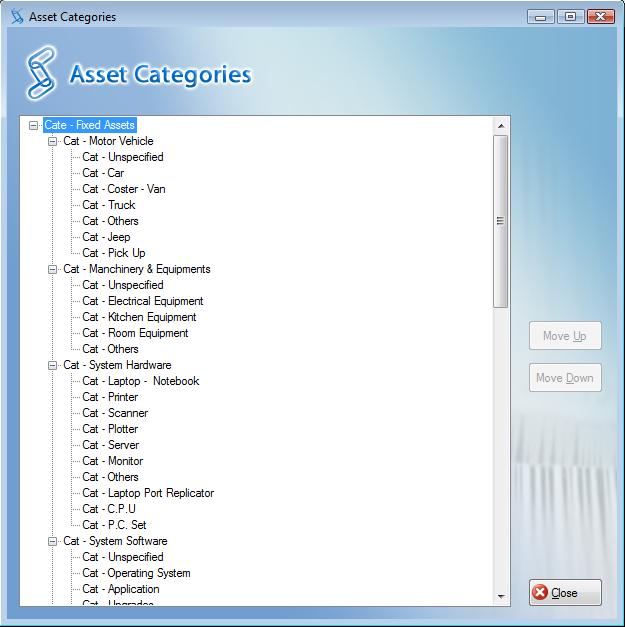 Asset Categories
Asset Categories
Cate - Fixed Assets
Cat - Motor Vehicle
Cat - Unspecified
Cat - Car
Cat - Coster - Van
Cat - Truck
Cat - Others
Cat - Jeep
Cat - Pick Up
Cat - Manchinery & Equipments
Cat - Unspecified
Cat - Electrical Equipment
Cat - Kitchen Equipment
Cat - Room Equipment
Cat - Others
Cat - System Hardware
Cat - Laptop - Notebook
Cat - Printer
Cat - Scanner
Cat - Plotter
Cat - Server
Cat - Monitor
Cat - Others
Cat - Laptop Port Replicator
Cat - C.P.U
Cat - P.C. Set
Cat - System Software
Cat - Unspecified
Cat - Operating System
Cat - Application
Cat - Upgrades
Move Up
Move Down
Close